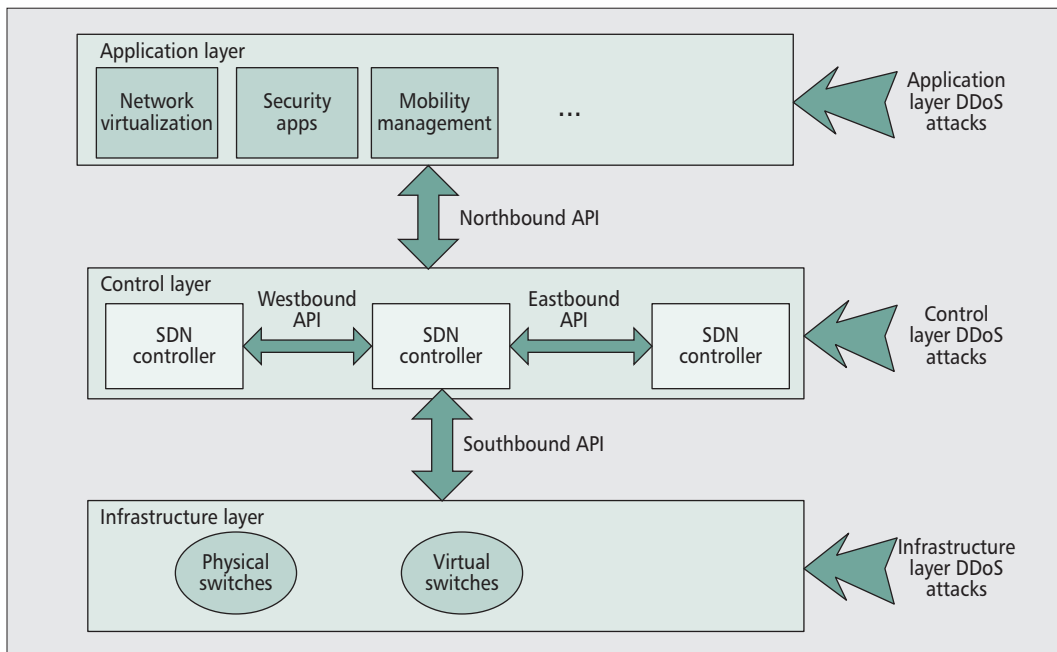 Application layer
Network
virtualization
Security
apps
Mobility
management
...
Application
layer DDoS
attacks
Northbound API
Control layer
Westbound
API
Eastbound
API
SDN
controller
SDN
controller
SDN
controller
Control
layer DDoS
attacks
Southbound API
Infrastructure layer
Physical
switches
Virtual
switches
Infrastructure
layer DDoS
attacks